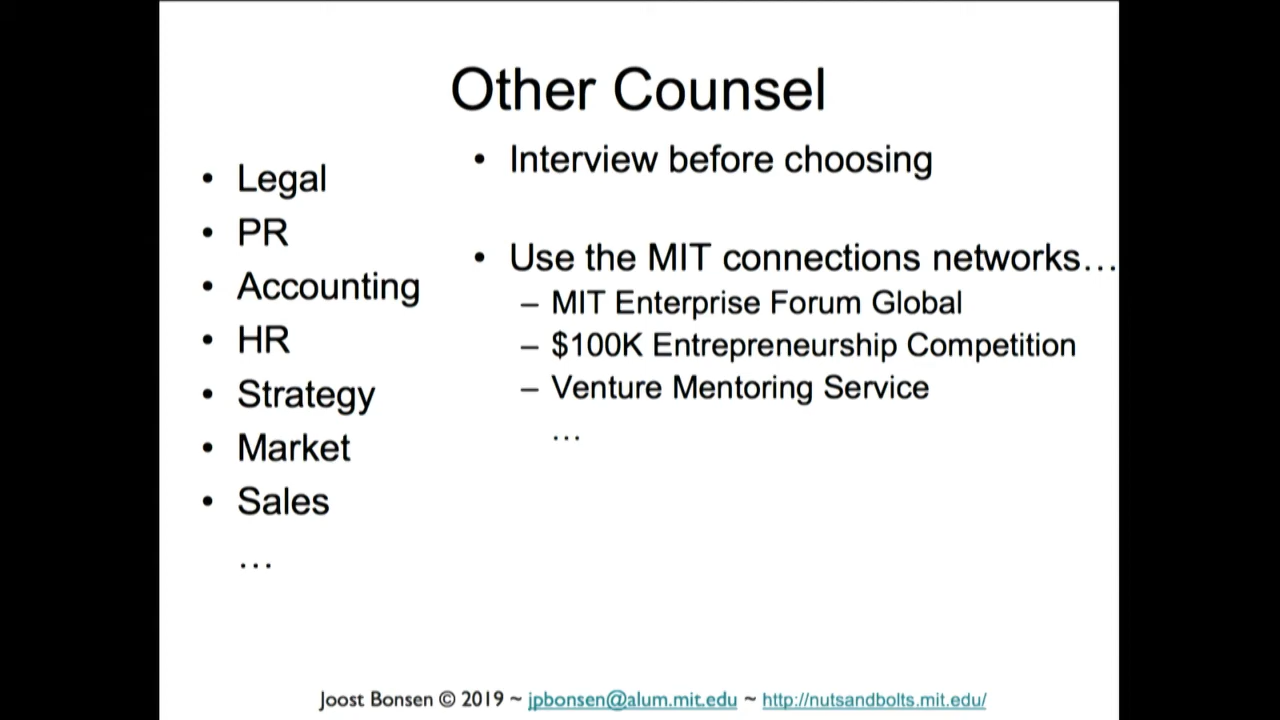 Other Counsel
• Legal
• PR
• Accounting
• HR
• Strategy
• Market
• Sales
…
• Interview before choosing
• Use the MIT connections networks…
– MIT Enterprise Forum Global
– $100K Entrepreneurship Competition
– Venture Mentoring Service
…
Joost Bonsen © 2019 ~ jpbonsen@alum.mit.edu ~ http://nutsandbolts.mit.edu/